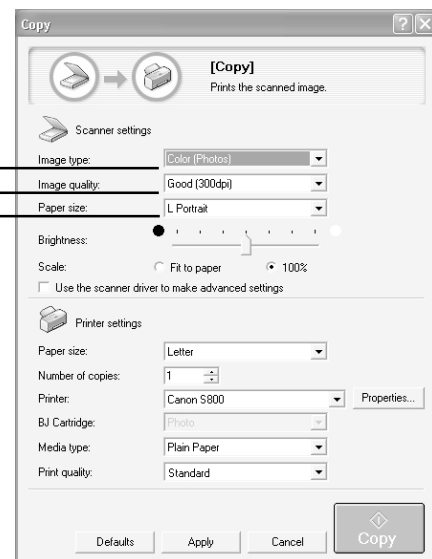 Copy
[Copy]
Prints the scanned image.
Scanner settings
Image type: Color (Photos)
Image quality: Good (300dpi)
Paper size: L Portrait
Brightness:
Scale: Fit to paper 100%
Use the scanner driver to make advanced settings
Printer settings
Paper size: Letter
Number of copies: 1
Printer: Canon S800 Properties...
BJ Cartridge: Photo
Media type: Plain Paper
Print quality: Standard
Defaults Apply Cancel Copy